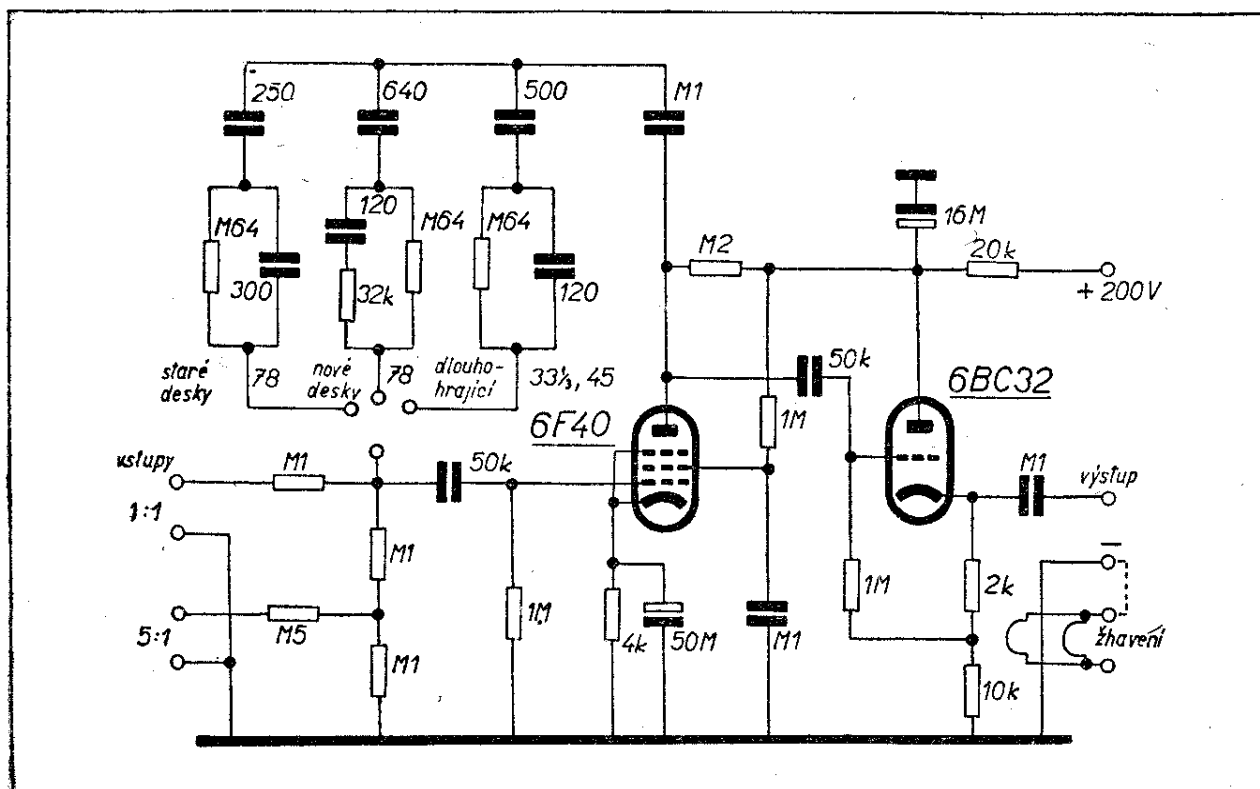 250
640
500
M1
M64
300
120
32k
M64
M64
120
M2
16M
20k
+ 200V
staré
desky
78
nové
desky
78
dlouho-
hrající
33⅓, 45
6F40
50k
6BC32
1M
vstupy
M1
50k
M1
výstup
1:1
M1
5:1
M5
M1
1M
4k
50M
M1
1M
2k
10k
–
žhavení